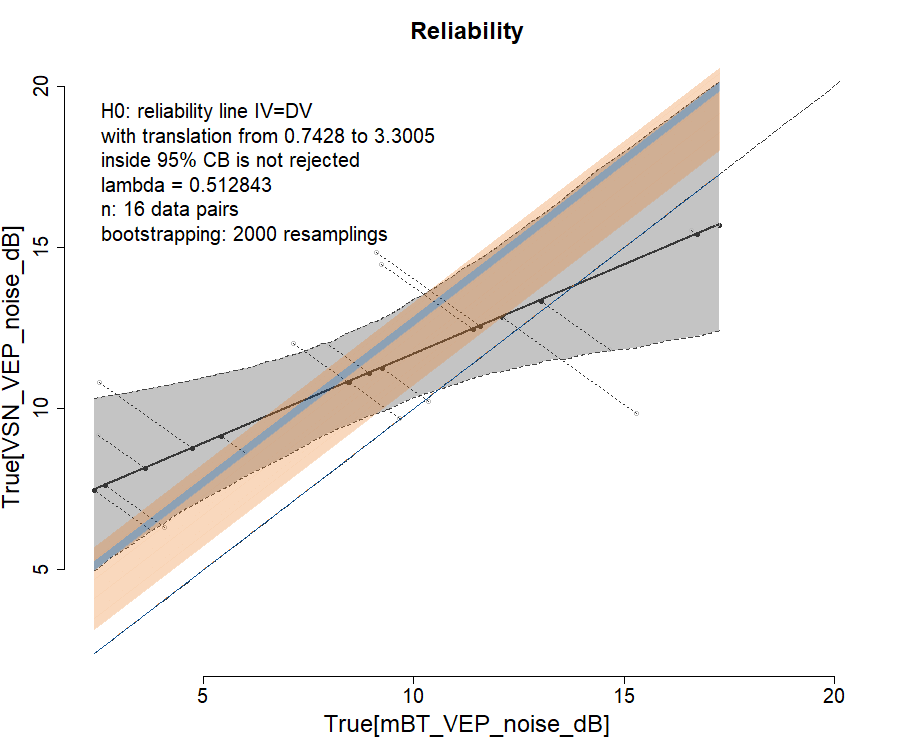 Reliability
H0: reliability line IV=DV
with translation from 0.7428 to 3.3005
inside 95% CB is not rejected
lambda = 0.512843
n: 16 data pairs
bootstrapping: 2000 resamplings
True[VSN_VEP_noise_dB]
20
15
10
5
5 10 15 20
True[mBT_VEP_noise_dB]